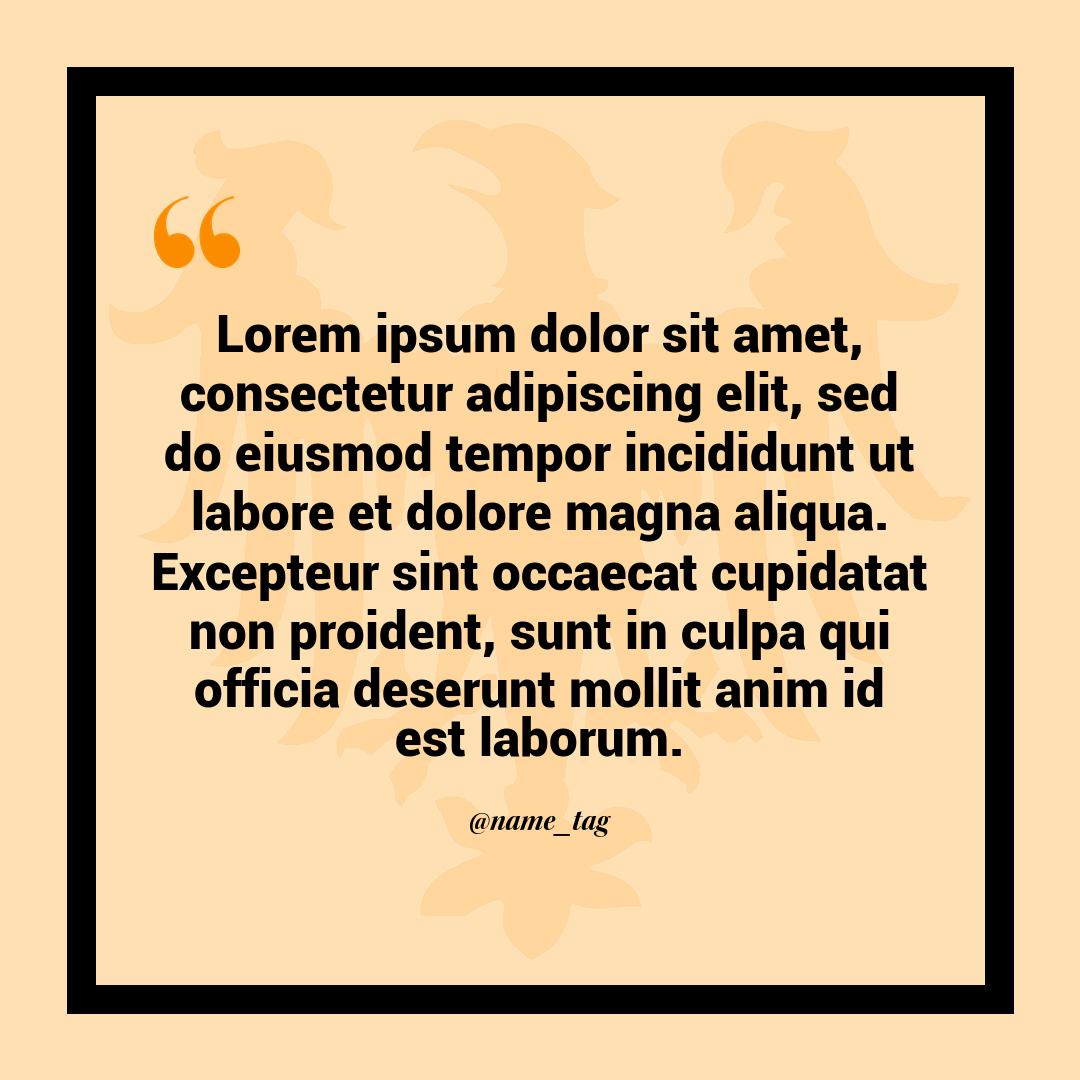 “
Lorem ipsum dolor sit amet,
consectetur adipiscing elit, sed
do eiusmod tempor incididunt ut
labore et dolore magna aliqua.
Excepteur sint occaecat cupidatat
non proident, sunt in culpa qui
officia deserunt mollit anim id
est laborum.
@name_tag